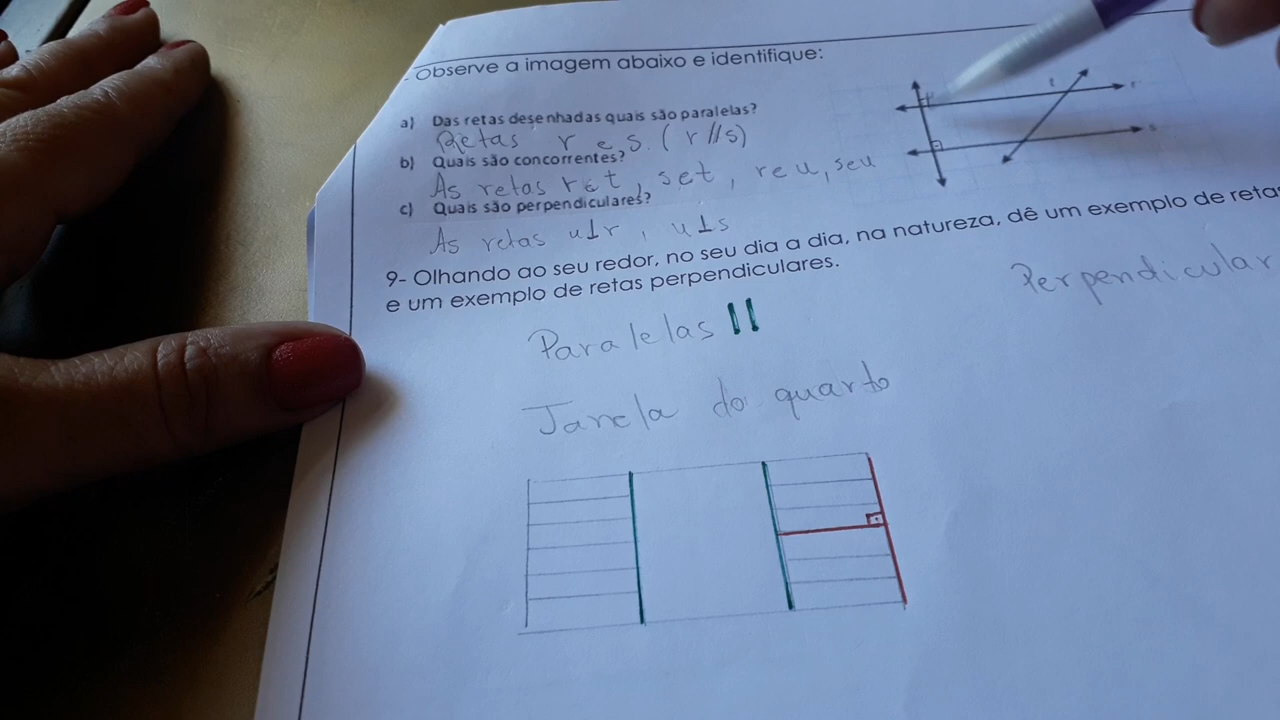 Observe a imagem abaixo e identifique:
a) Das retas desenhadas quais são paralelas?
Retas r e s. (r//s)
b) Quais são concorrentes?
As retas r e t, s e t, r e u, s e u
c) Quais são perpendiculares?
As retas u⊥r, u⊥s
t
r
s
9- Olhando ao seu redor, no seu dia a dia, na natureza, dê um exemplo de retas
e um exemplo de retas perpendiculares.
Paralelas ||
Perpendicular
Janela do quarto